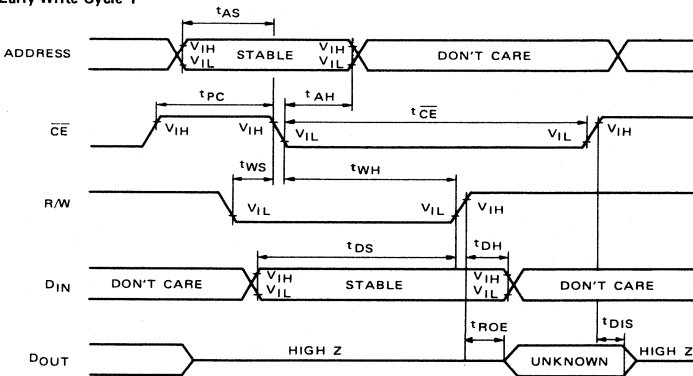 Early Write Cycle 1
tAS
ADDRESS VIH VIL STABLE VIH VIL DON'T CARE
tPC tAH tCE
CE VIH VIH VIL VIL VIH
tWS tWH
R/W VIL VIL VIH
tDS tDH
DIN DON'T CARE VIH VIL STABLE VIH VIL DON'T CARE
tROE tDIS
DOUT HIGH Z UNKNOWN HIGH Z